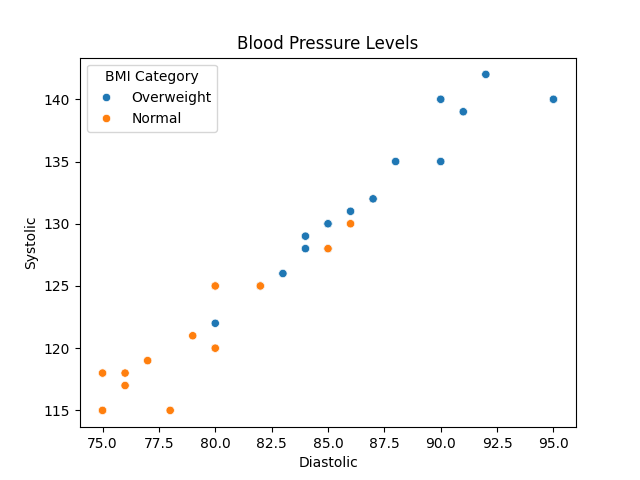 Blood Pressure Levels
BMI Category
Overweight
Normal
140
135
130
125
120
115
Systolic
75.0 77.5 80.0 82.5 85.0 87.5 90.0 92.5 95.0
Diastolic